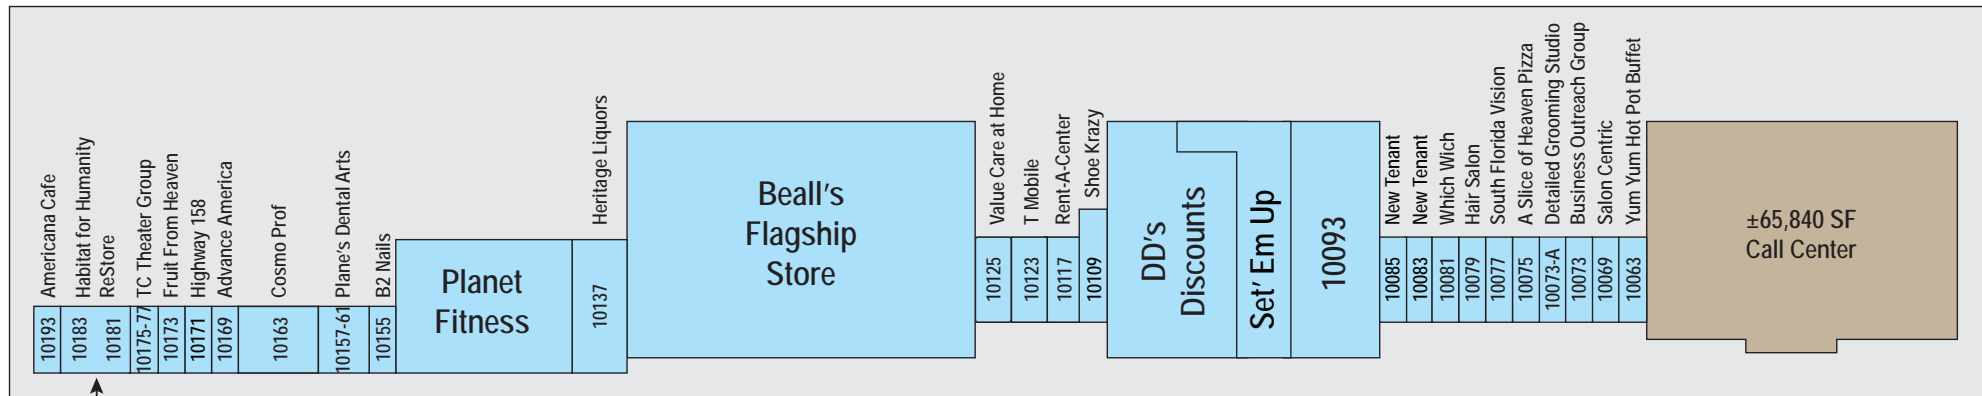 Americana Cafe
10193
Habitat for Humanity
ReStore
10183
10181
TC Theater Group
10175-77
Fruit From Heaven
10173
Highway 158
10171
Advance America
10169
Cosmo Prof
10163
Plane's Dental Arts
10157-61
B2 Nails
10155
Planet
Fitness
Heritage Liquors
10137
Beall's
Flagship
Store
Value Care at Home
10125
T Mobile
10123
Rent-A-Center
10117
Shoe Krazy
10109
DD's
Discounts
Set' Em Up
10093
New Tenant
10085
New Tenant
10083
Which Wich
10081
Hair Salon
10079
South Florida Vision
10077
A Slice of Heaven Pizza
10075
Detailed Grooming Studio
10073-A
Business Outreach Group
10073
Salon Centric
10069
Yum Yum Hot Pot Buffet
10063
±65,840 SF
Call Center